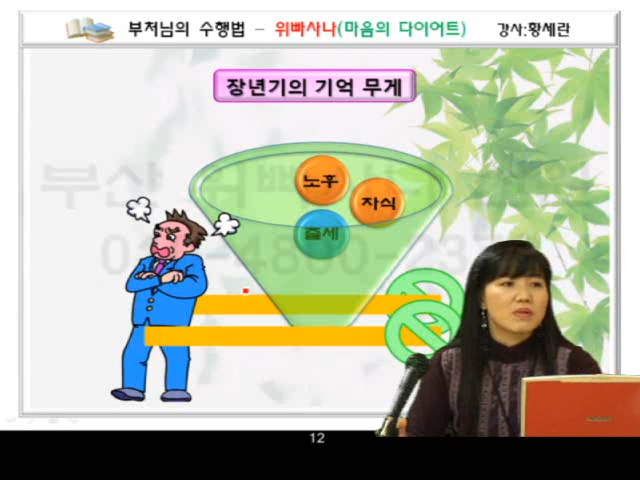 부처님의 수행법 – 위빠사나(마음의 다이어트) 강사:황세란
장년기의 기억 무게
노후
자식
출세
12